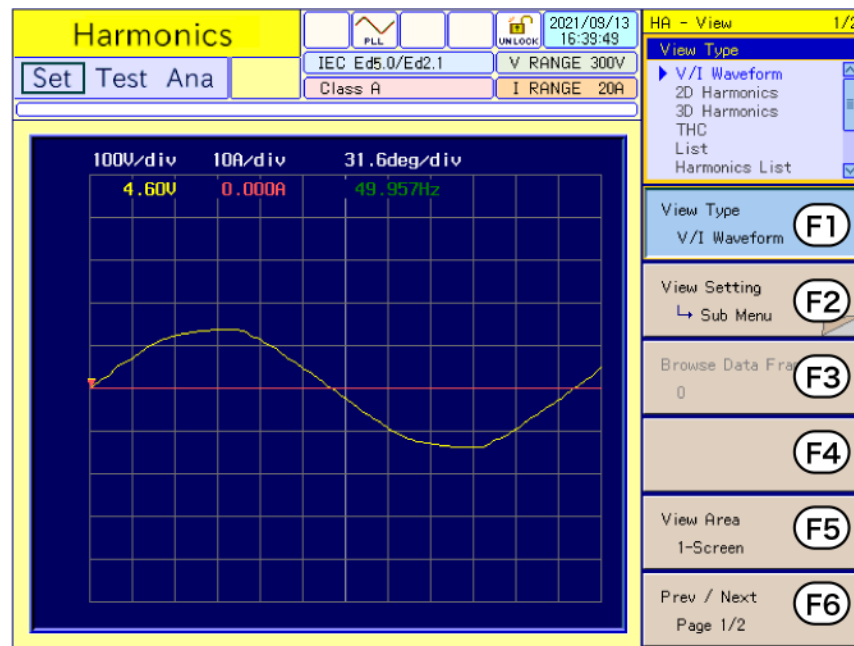 Harmonics
PLL
UNLOCK
2021/09/13
16:39:49
Set Test Ana
IEC Ed5.0/Ed2.1
V RANGE 300V
Class A
I RANGE 20A
100V/div 10A/div 31.6deg/div
4.60V 0.000A 49.957Hz
HA - View 1/2
View Type
V/I Waveform
2D Harmonics
3D Harmonics
THC
List
Harmonics List
View Type
V/I Waveform
F1
View Setting
Sub Menu
F2
Browse Data Fra
0
F3
F4
View Area
1-Screen
F5
Prev / Next
Page 1/2
F6